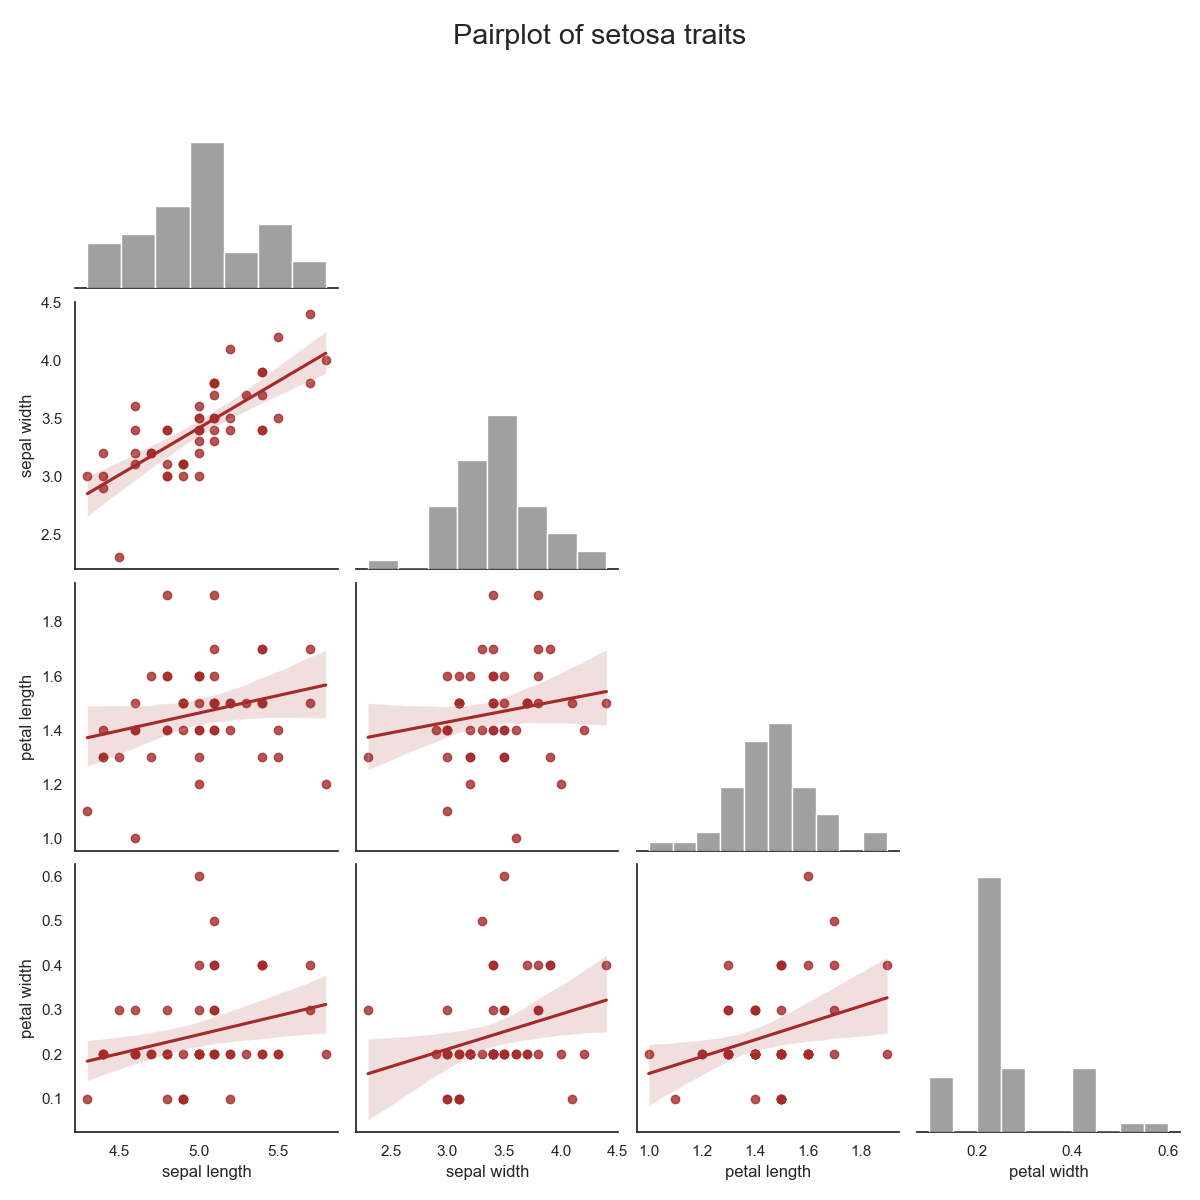 Pairplot of setosa traits
4.5
4.0
3.5
3.0
2.5
sepal width
1.8
1.6
1.4
1.2
1.0
petal length
0.6
0.5
0.4
0.3
0.2
0.1
petal width
4.5 5.0 5.5
2.5 3.0 3.5 4.0 4.5
1.0 1.2 1.4 1.6 1.8
0.2 0.4 0.6
sepal length
sepal width
petal length
petal width